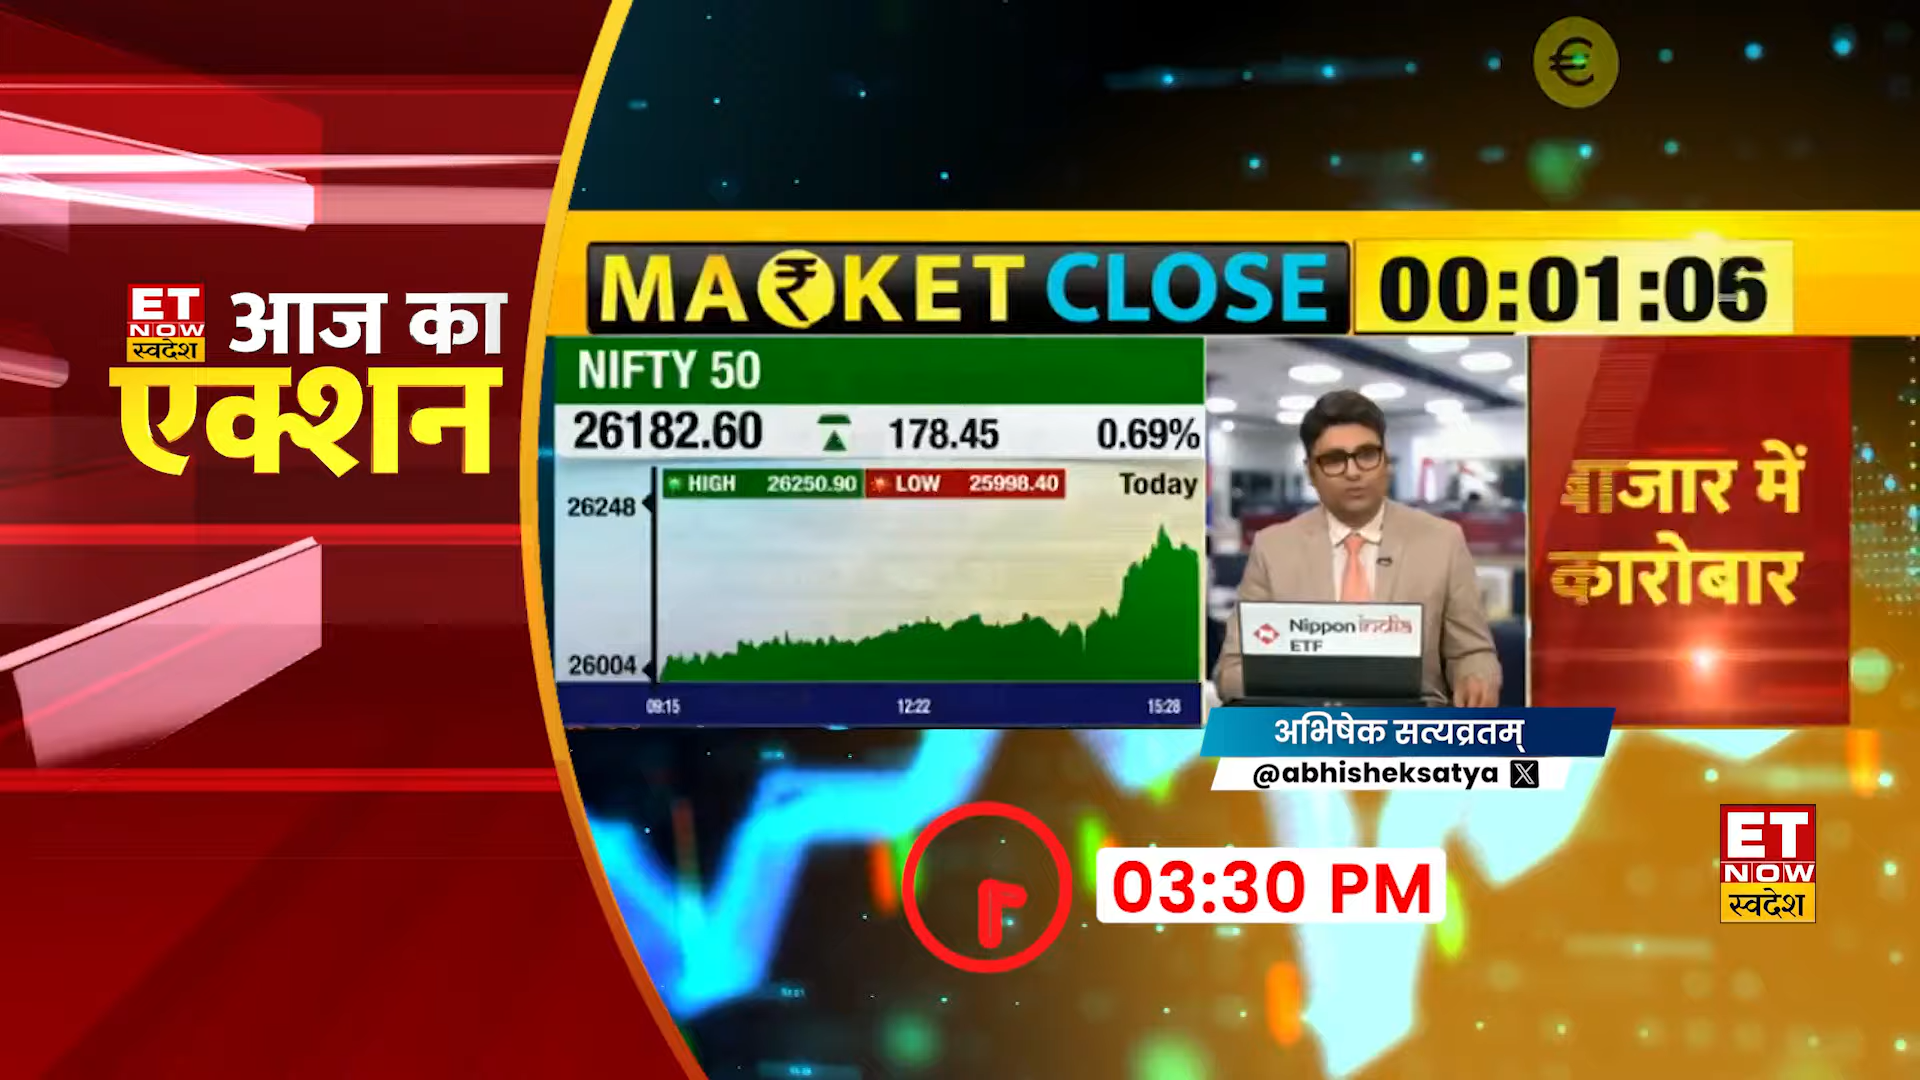 ET
NOW
स्वदेश
आज का
एक्शन
MARKET CLOSE
00:01:06
NIFTY 50
26182.60 178.45 0.69%
HIGH 26250.90 LOW 25998.40 Today
26248
26004
09:15 12:22 15:28
Nippon india
ETF
बाजार में
कारोबार
अभिषेक सत्यव्रतम्
@abhisheksatya X
03:30 PM
ET
NOW
स्वदेश